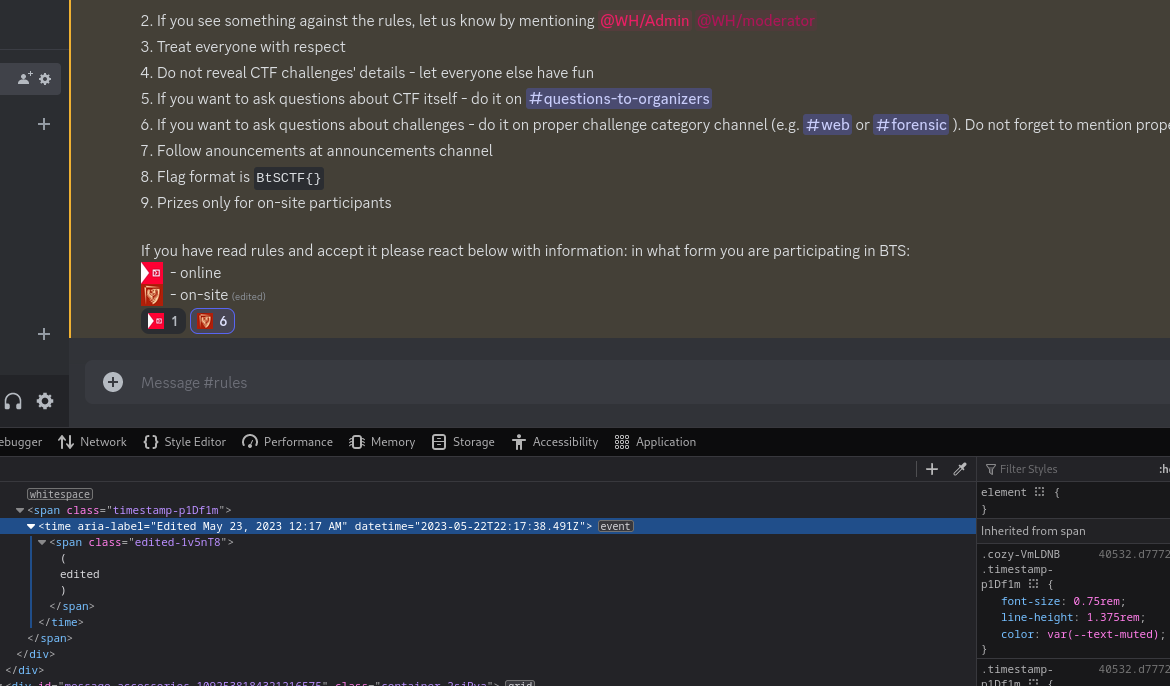 2. If you see something against the rules, let us know by mentioning @WH/Admin @WH/moderator
3. Treat everyone with respect
4. Do not reveal CTF challenges' details - let everyone else have fun
5. If you want to ask questions about CTF itself - do it on #questions-to-organizers
6. If you want to ask questions about challenges - do it on proper challenge category channel (e.g. #web or #forensic ). Do not forget to mention prope
7. Follow anouncements at announcements channel
8. Flag format is BtSCTF{}
9. Prizes only for on-site participants
If you have read rules and accept it please react below with information: in what form you are participating in BTS:
- online
- on-site (edited)
1 6
Message #rules
ebugger Network {} Style Editor Performance Memory Storage Accessibility Application
Filter Styles :h
whitespace
<span class="timestamp-p1Df1m">
<time aria-label="Edited May 23, 2023 12:17 AM" datetime="2023-05-22T22:17:38.491Z"> event
<span class="edited-1v5nT8">
(
edited
)
</span>
</time>
</span>
</div>
</div>
element {
}
Inherited from span
.cozy-VmLDNB 40532.d7772
.timestamp-
p1Df1m {
font-size: 0.75rem;
line-height: 1.375rem;
color: var(--text-muted);
}
.timestamp- 40532.d7772
p1Df1m {